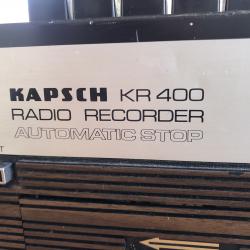 KAPSCH KR 400
RADIO RECORDER
AUTOMATIC STOP